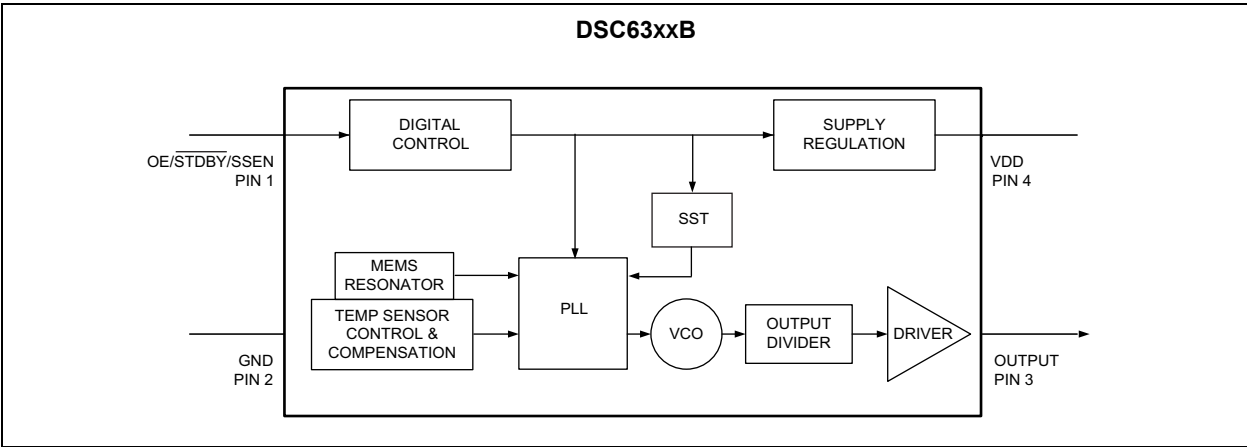 DSC63xxB
DIGITAL
CONTROL
SUPPLY
REGULATION
OE/STDBY/SSEN
PIN 1
VDD
PIN 4
SST
MEMS
RESONATOR
PLL
TEMP SENSOR
CONTROL &
COMPENSATION
VCO
OUTPUT
DIVIDER
DRIVER
GND
PIN 2
OUTPUT
PIN 3